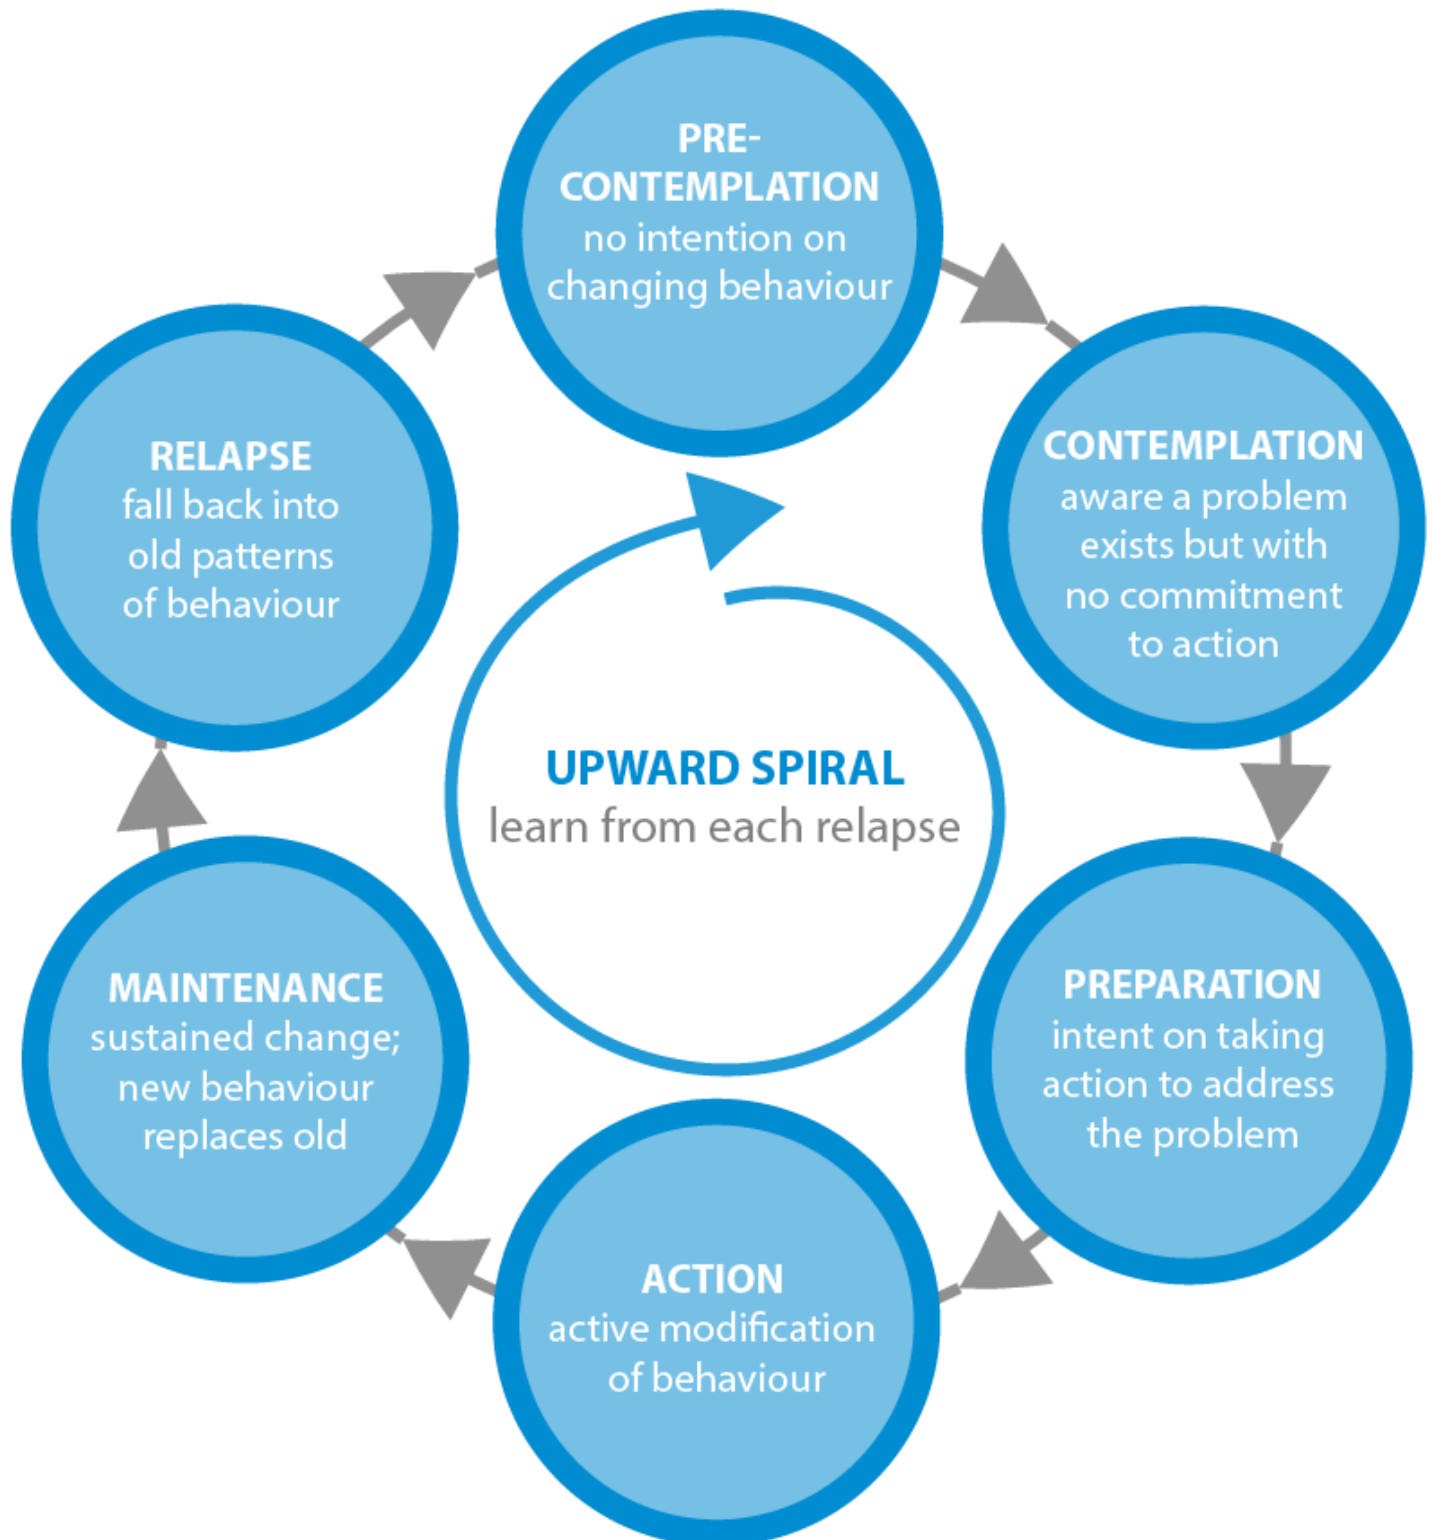 PRE-
CONTEMPLATION
no intention on
changing behaviour
CONTEMPLATION
aware a problem
exists but with
no commitment
to action
PREPARATION
intent on taking
action to address
the problem
ACTION
active modification
of behaviour
MAINTENANCE
sustained change;
new behaviour
replaces old
RELAPSE
fall back into
old patterns
of behaviour
UPWARD SPIRAL
learn from each relapse